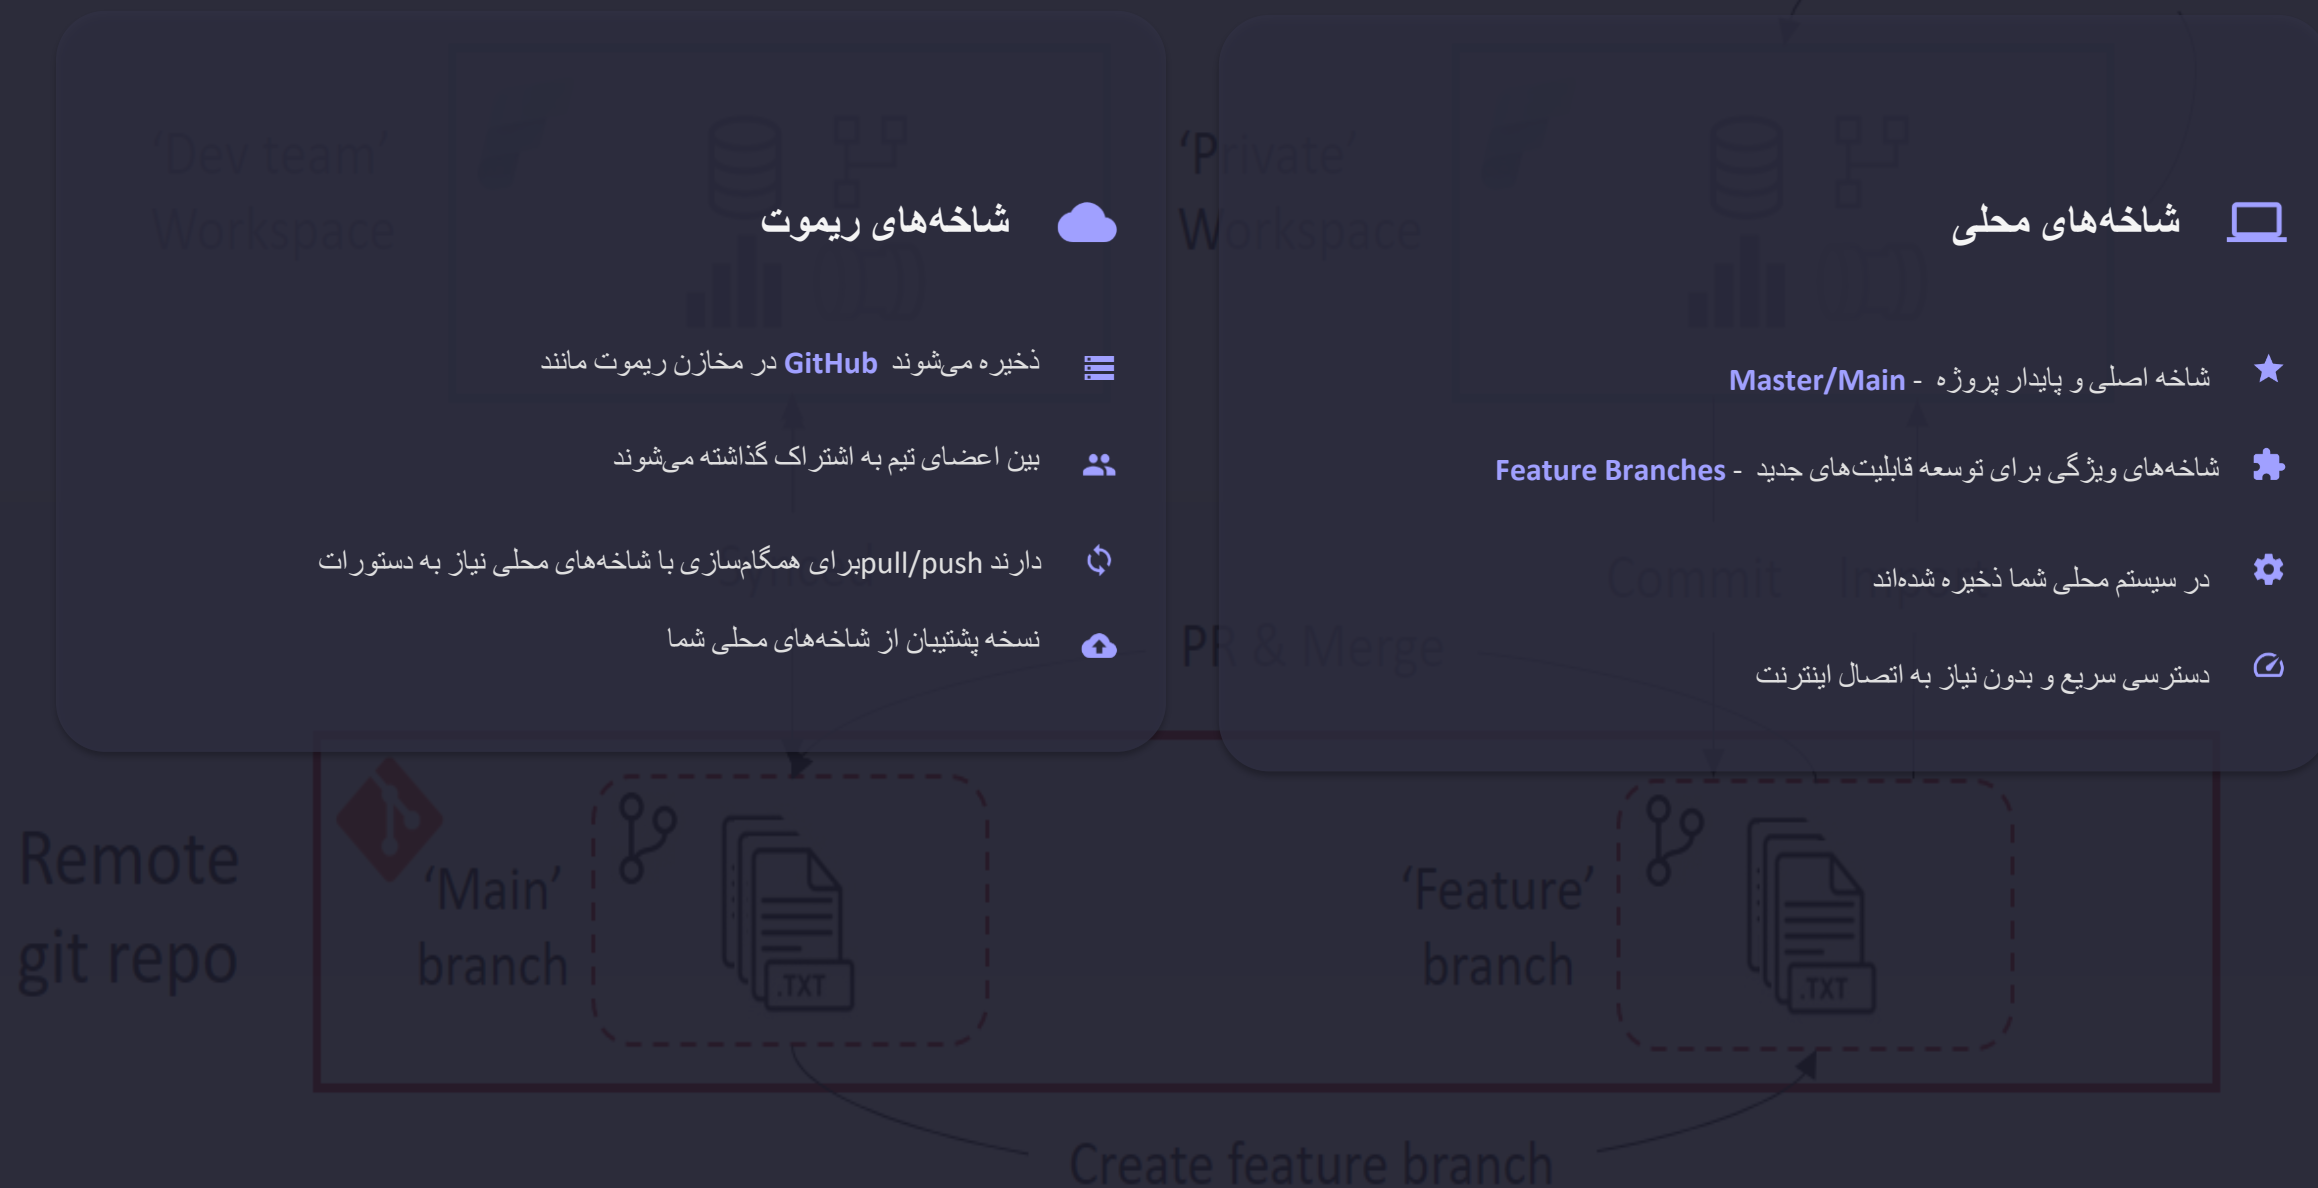 شاخه‌های محلی
شاخه اصلی و پایدار پروژه - Master/Main
شاخه‌های ویژگی برای توسعه قابلیت‌های جدید - Feature Branches
در سیستم محلی شما ذخیره شده‌اند
دسترسی سریع و بدون نیاز به اتصال اینترنت
شاخه‌های ریموت
ذخیره می‌شوند GitHub در مخازن ریموت مانند
بین اعضای تیم به اشتراک گذاشته می‌شوند
دارند pull/pushبرای همگام‌سازی با شاخه‌های محلی نیاز به دستورات
نسخه پشتیبان از شاخه‌های محلی شما
‘Dev team’
Workspace
‘Private’
Workspace
Commit
PR & Merge
Remote
git repo
‘Main’
branch
.TXT
‘Feature’
branch
.TXT
Create feature branch